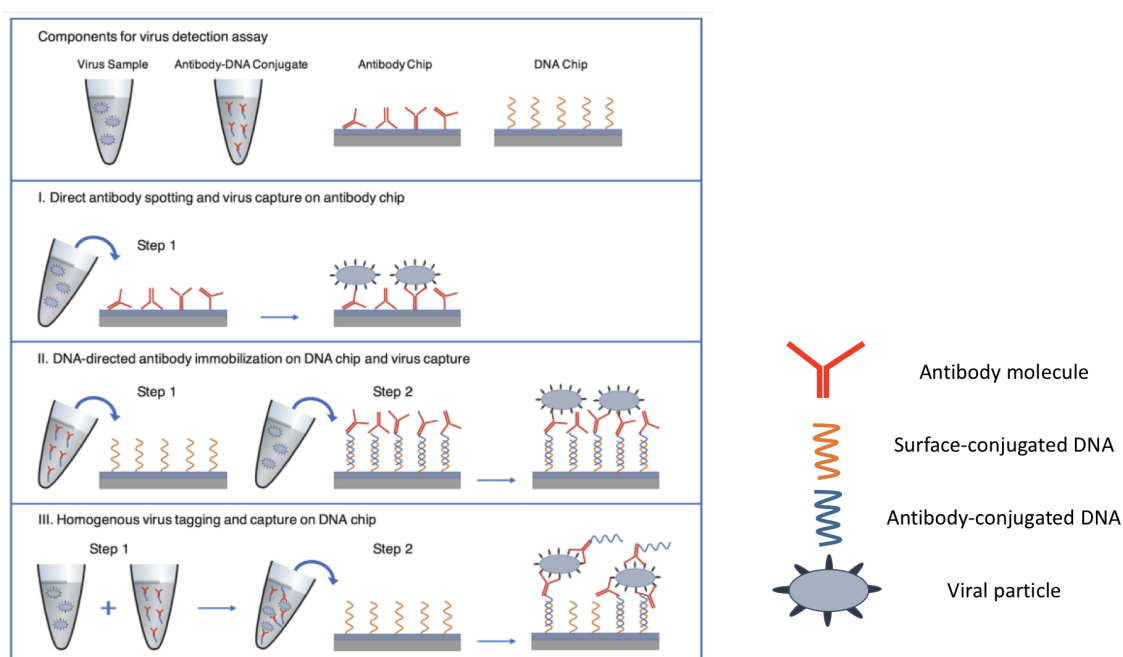 Components for virus detection assay
Virus Sample
Antibody-DNA Conjugate
Antibody Chip
DNA Chip
I. Direct antibody spotting and virus capture on antibody chip
Step 1
II. DNA-directed antibody immobilization on DNA chip and virus capture
Step 1
Step 2
III. Homogenous virus tagging and capture on DNA chip
Step 1
Step 2
+
Antibody molecule
Surface-conjugated DNA
Antibody-conjugated DNA
Viral particle